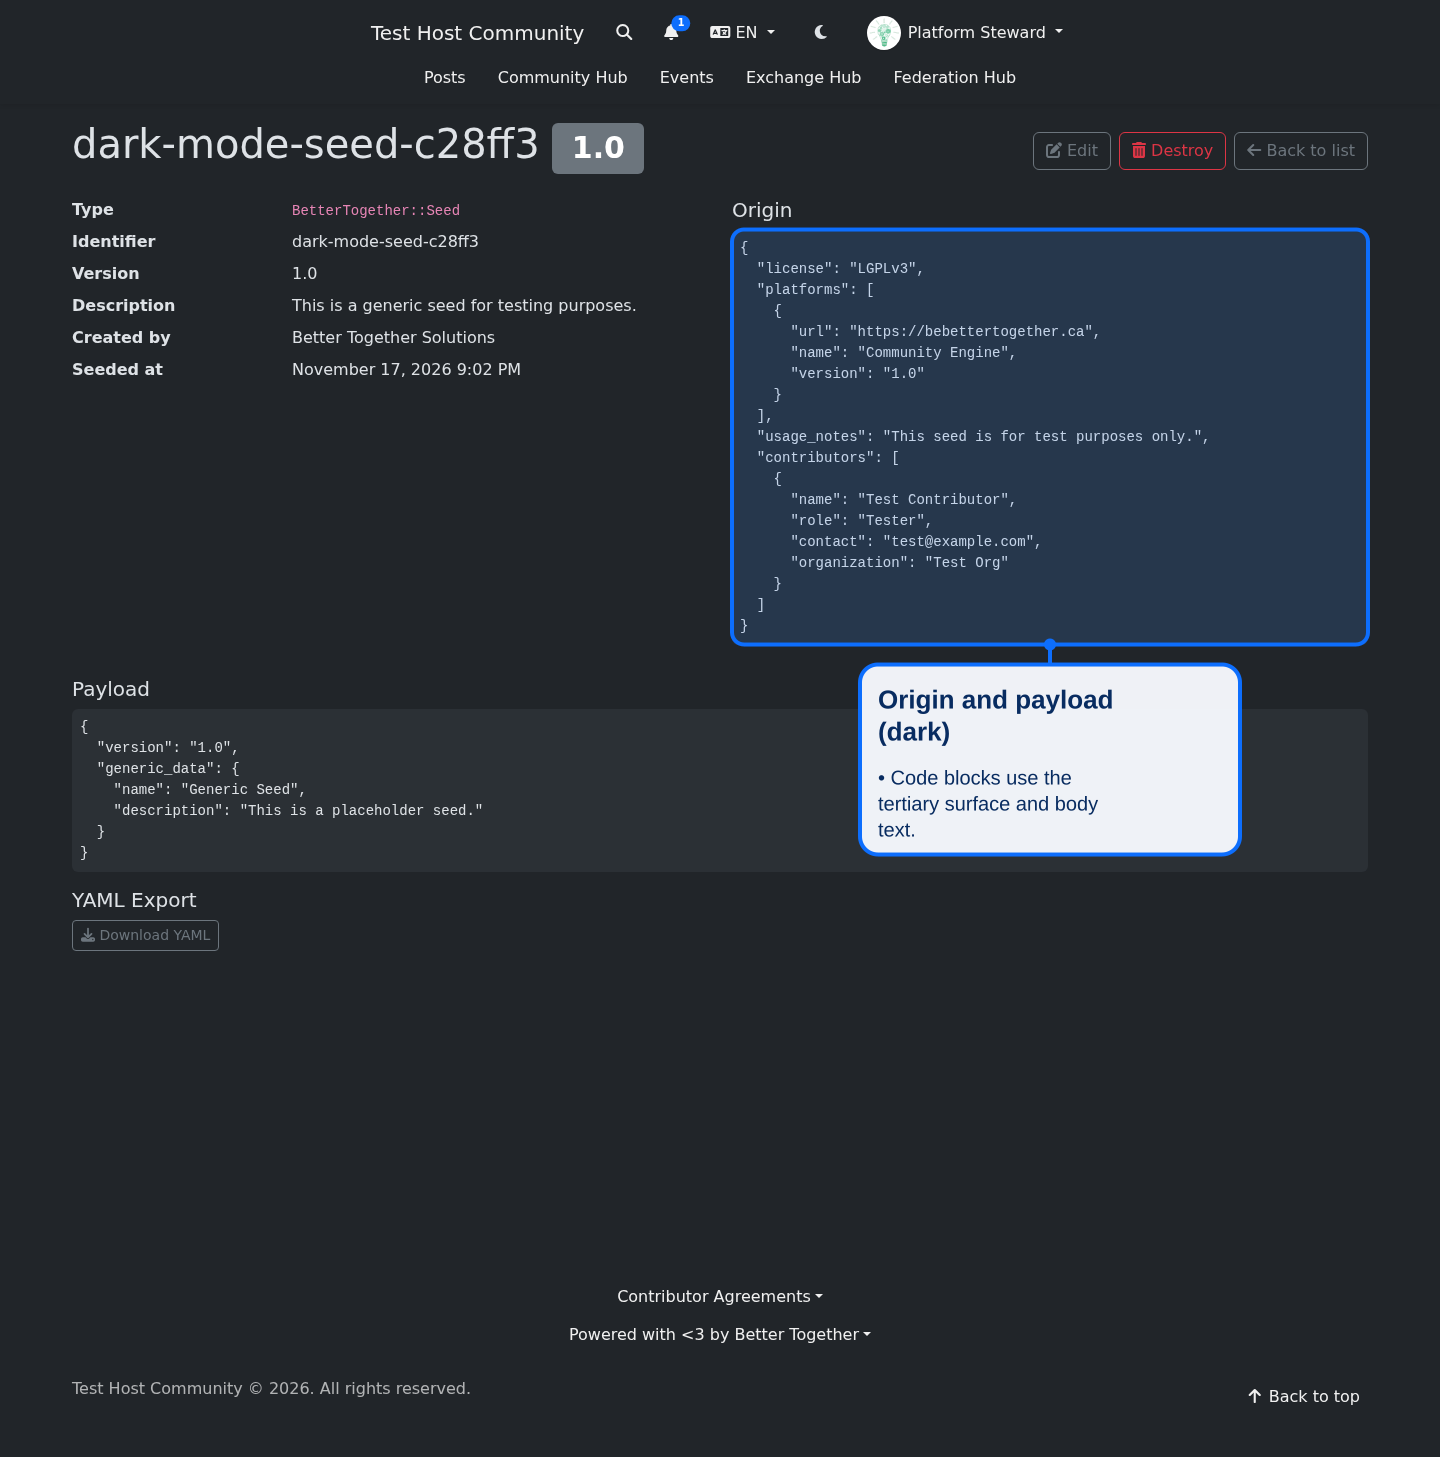 Test Host Community
1
EN
Platform Steward
Posts
Community Hub
Events
Exchange Hub
Federation Hub
dark-mode-seed-c28ff3 1.0
Edit
Destroy
Back to list
Type BetterTogether::Seed
Identifier dark-mode-seed-c28ff3
Version 1.0
Description This is a generic seed for testing purposes.
Created by Better Together Solutions
Seeded at November 17, 2026 9:02 PM
Origin
{
  "license": "LGPLv3",
  "platforms": [
    {
      "url": "https://bebettertogether.ca",
      "name": "Community Engine",
      "version": "1.0"
    }
  ],
  "usage_notes": "This seed is for test purposes only.",
  "contributors": [
    {
      "name": "Test Contributor",
      "role": "Tester",
      "contact": "test@example.com",
      "organization": "Test Org"
    }
  ]
}
Origin and payload
(dark)
• Code blocks use the
tertiary surface and body
text.
Payload
{
  "version": "1.0",
  "generic_data": {
    "name": "Generic Seed",
    "description": "This is a placeholder seed."
  }
}
YAML Export
Download YAML
Contributor Agreements
Powered with <3 by Better Together
Test Host Community © 2026. All rights reserved.
Back to top